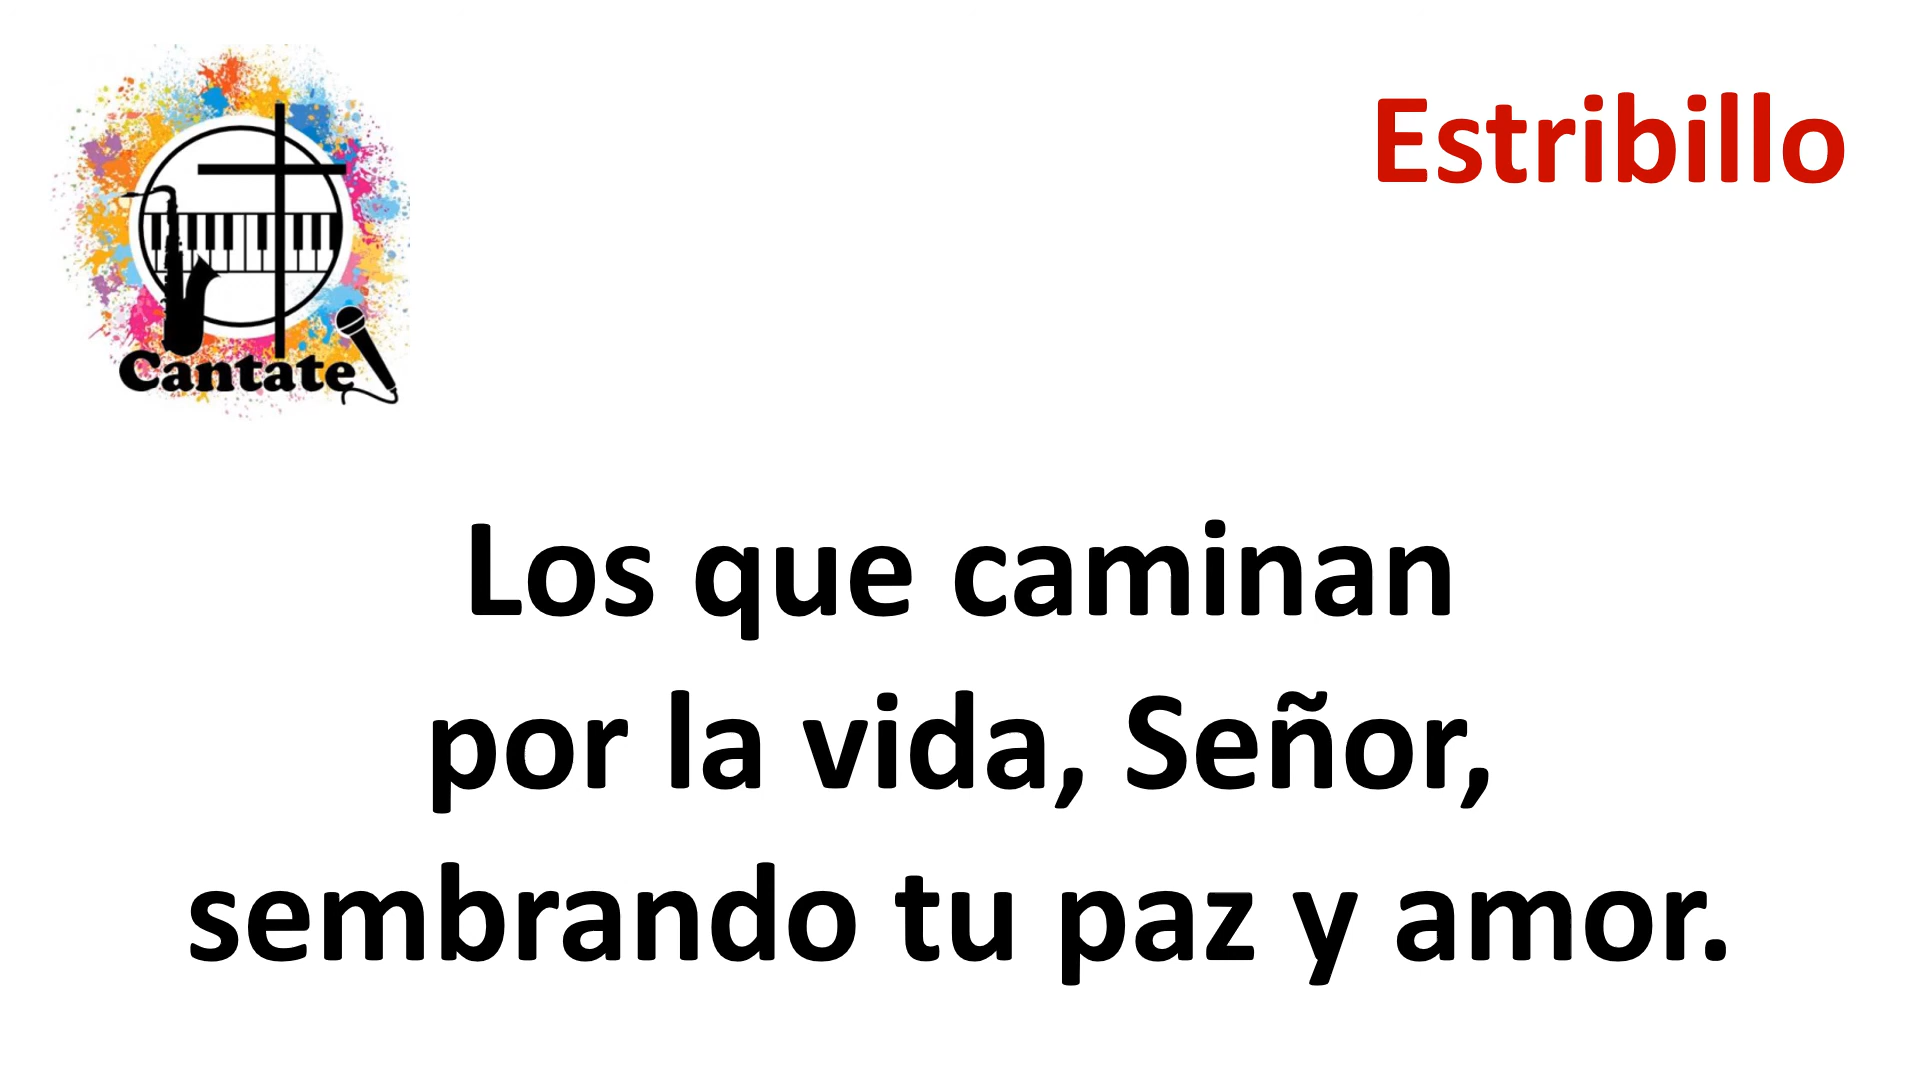 Cantate
Estribillo
Los que caminan
por la vida, Señor,
sembrando tu paz y amor.